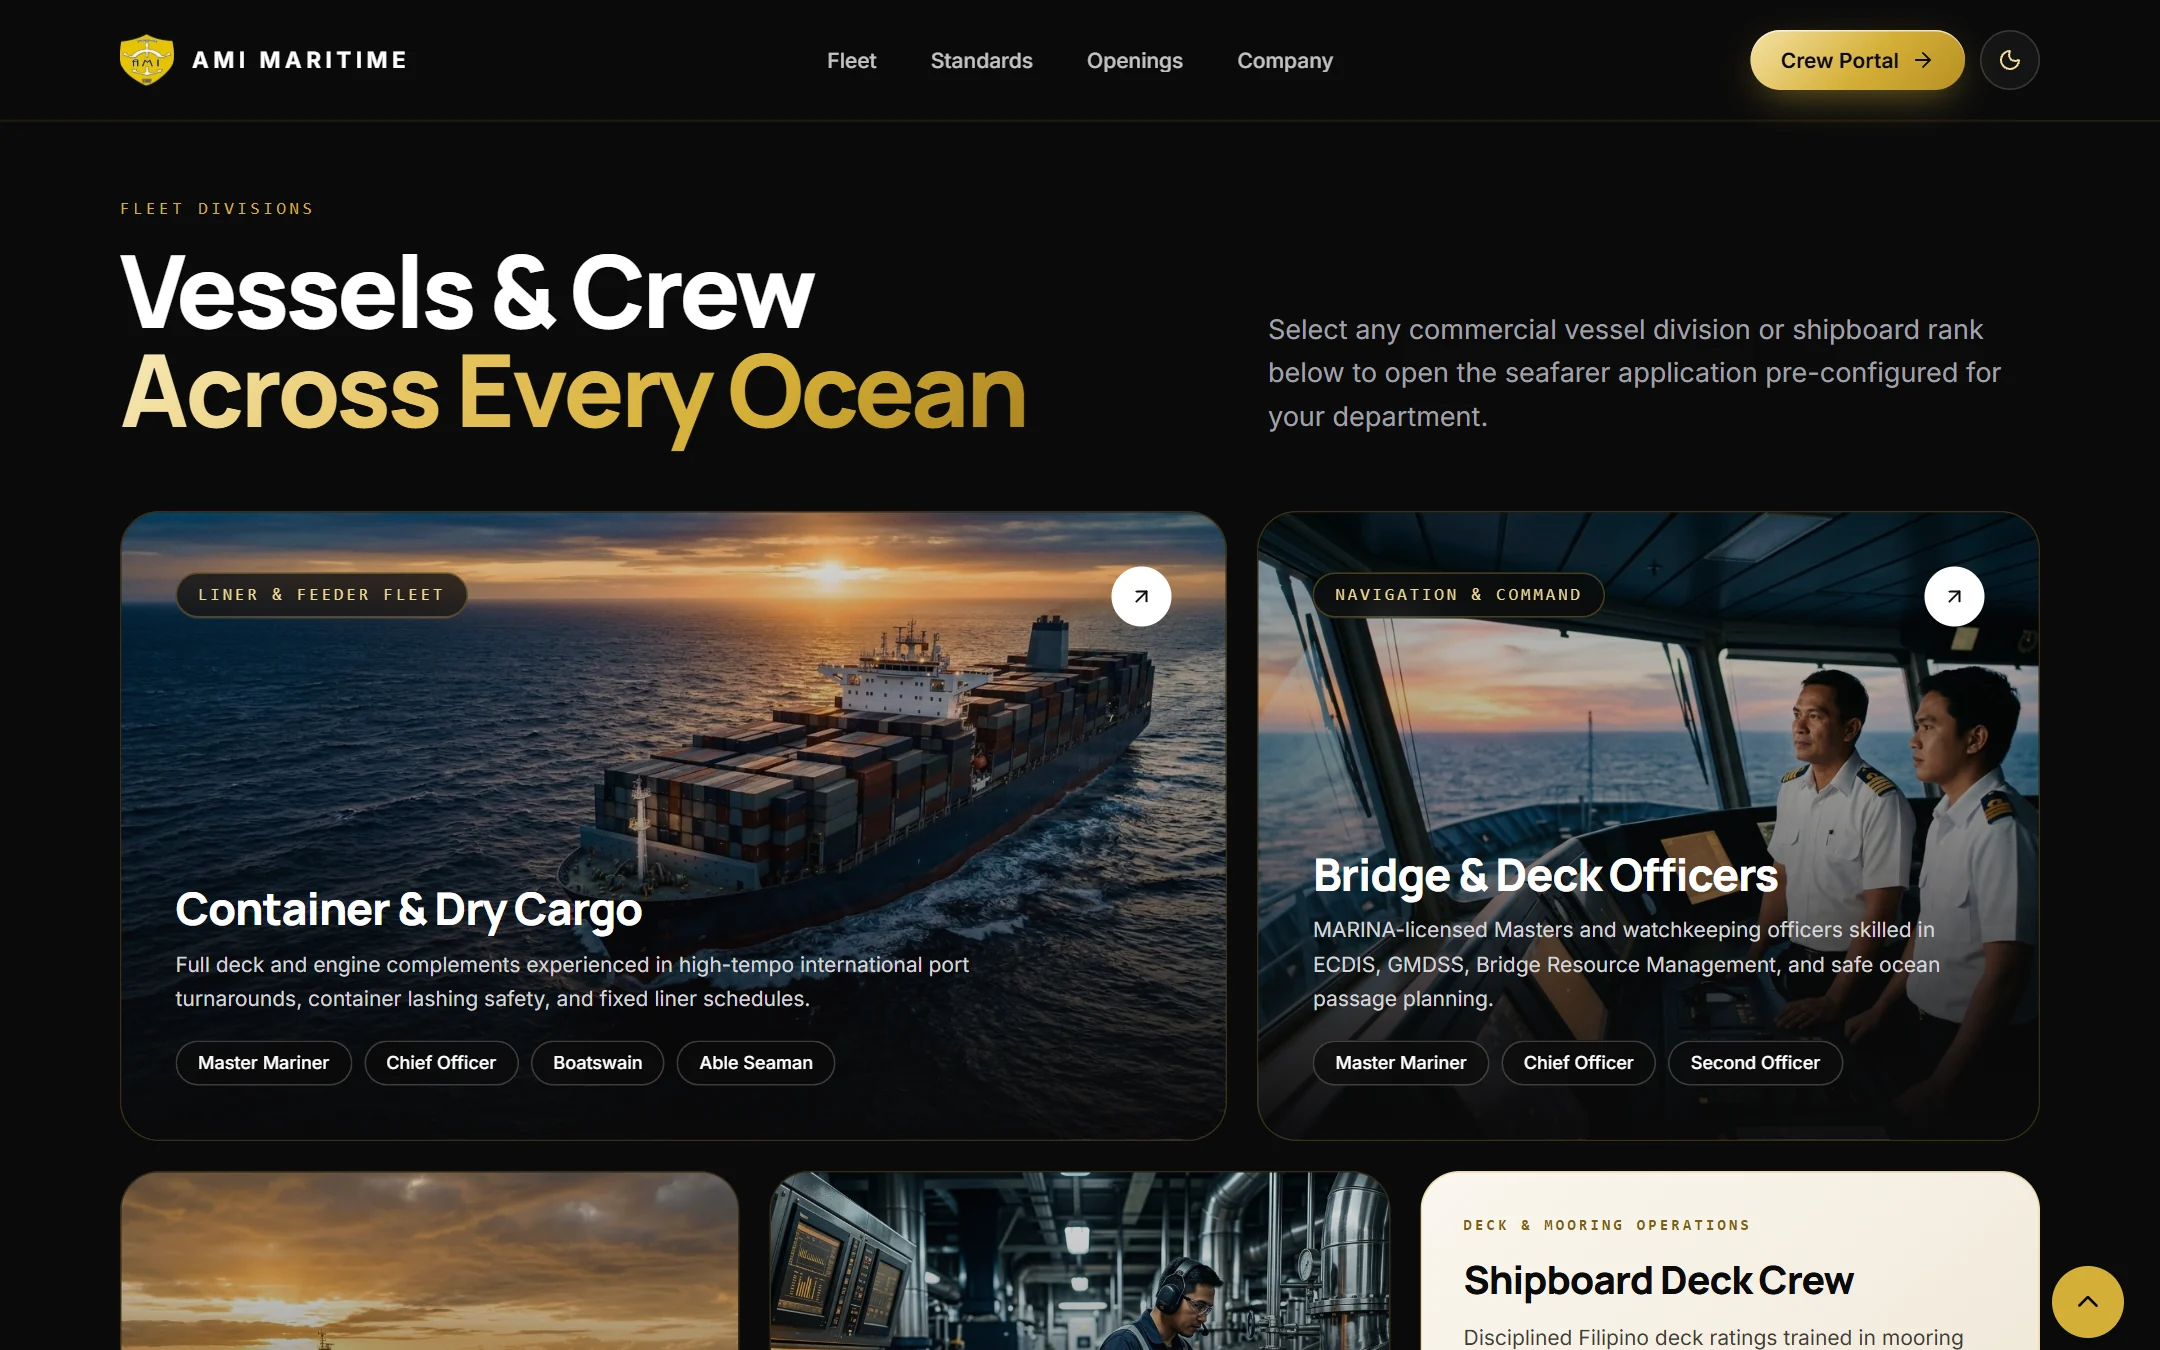 AMI
AMI MARITIME
Fleet
Standards
Openings
Company
Crew Portal
FLEET DIVISIONS
Vessels & Crew
Across Every Ocean
Select any commercial vessel division or shipboard rank
below to open the seafarer application pre-configured for
your department.
LINER & FEEDER FLEET
Container & Dry Cargo
Full deck and engine complements experienced in high-tempo international port
turnarounds, container lashing safety, and fixed liner schedules.
Master Mariner
Chief Officer
Boatswain
Able Seaman
NAVIGATION & COMMAND
Bridge & Deck Officers
MARINA-licensed Masters and watchkeeping officers skilled in
ECDIS, GMDSS, Bridge Resource Management, and safe ocean
passage planning.
Master Mariner
Chief Officer
Second Officer
DECK & MOORING OPERATIONS
Shipboard Deck Crew
Disciplined Filipino deck ratings trained in mooring